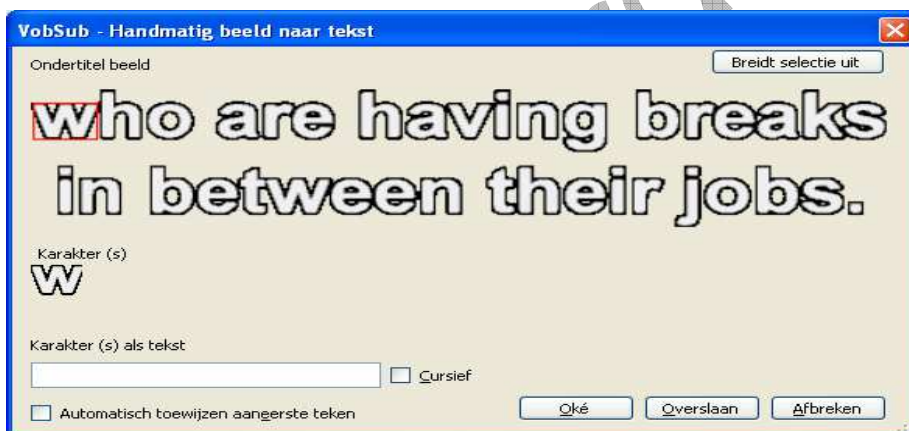 VobSub - Handmatig beeld naar tekst
Ondertitel beeld
Breidt selectie uit
who are having breaks
in between their jobs.
Karakter (s)
w
Karakter (s) als tekst
Cursief
Automatisch toewijzen aangerste teken
Oké
Overslaan
Afbreken